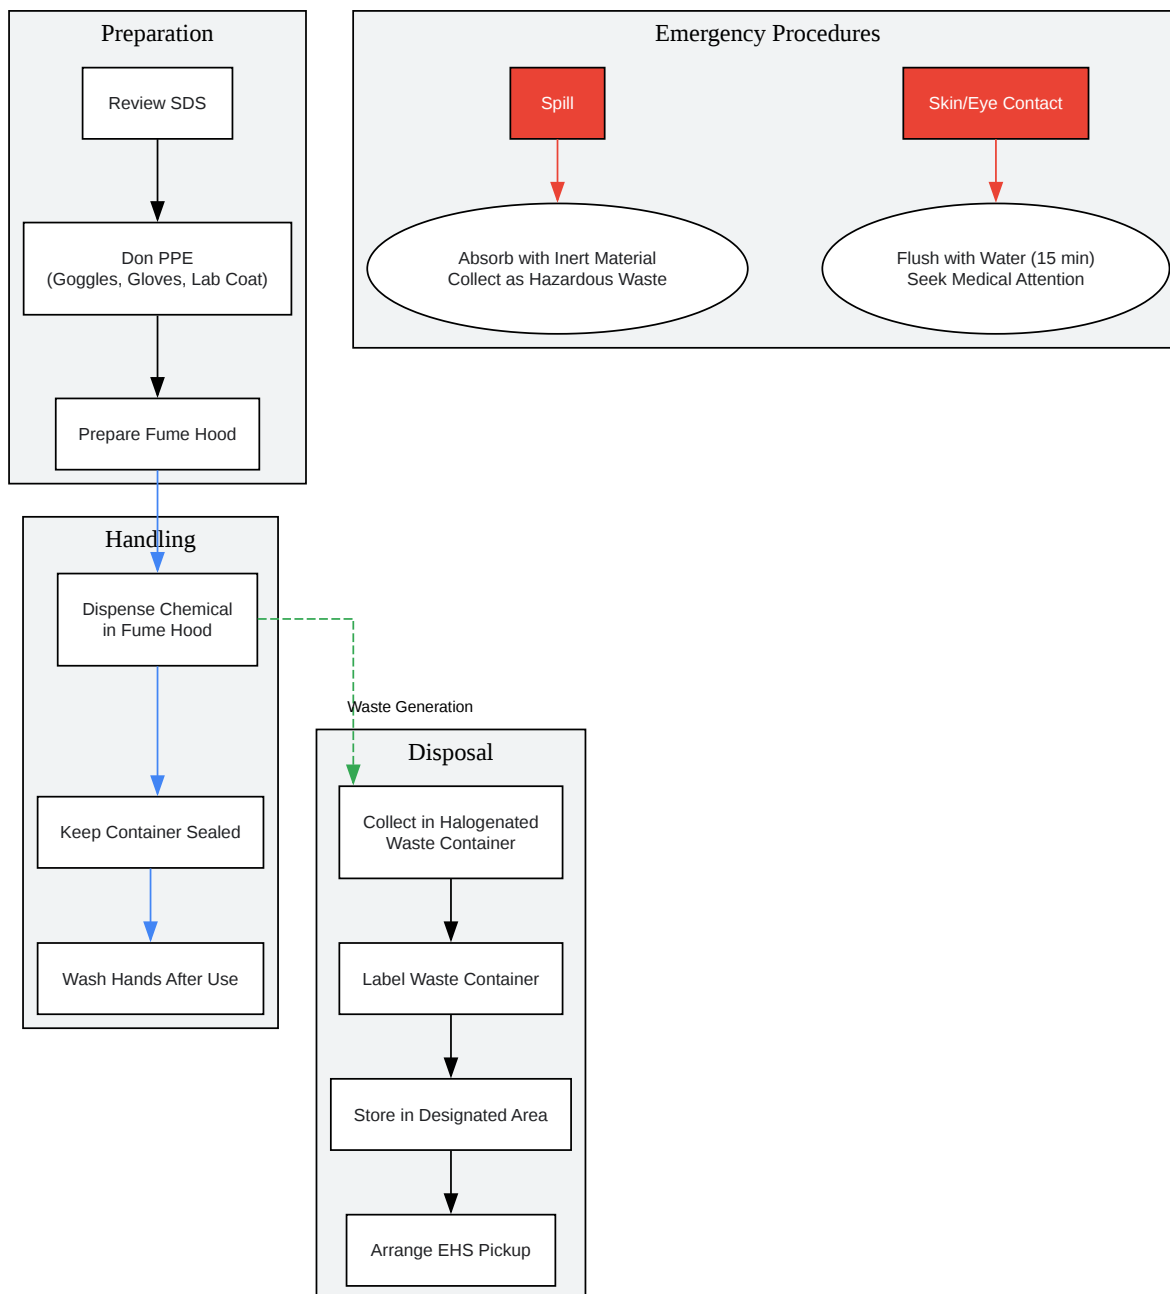 Preparation
Review SDS
Don PPE
(Goggles, Gloves, Lab Coat)
Prepare Fume Hood
Emergency Procedures
Spill
Absorb with Inert Material
Collect as Hazardous Waste
Skin/Eye Contact
Flush with Water (15 min)
Seek Medical Attention
Handling
Dispense Chemical
in Fume Hood
Keep Container Sealed
Wash Hands After Use
Waste Generation
Disposal
Collect in Halogenated
Waste Container
Label Waste Container
Store in Designated Area
Arrange EHS Pickup